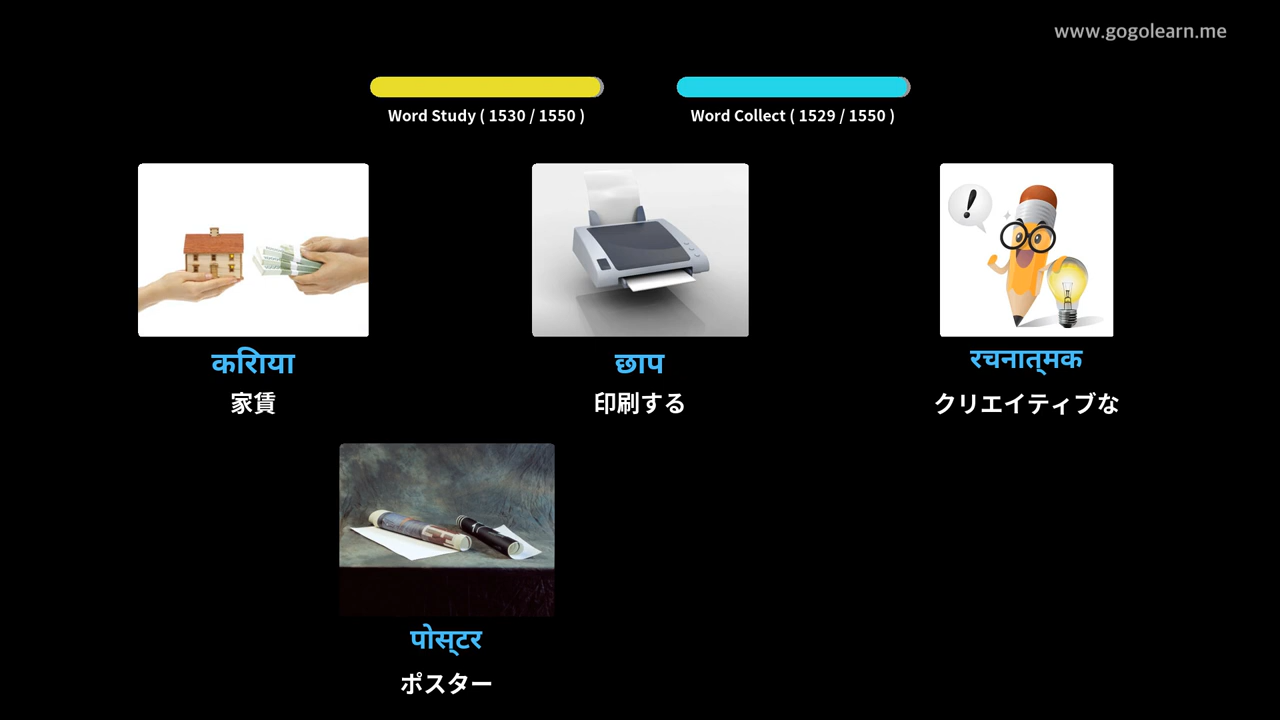 www.gogolearn.me
Word Study ( 1530 / 1550 )
Word Collect ( 1529 / 1550 )
किराया
家賃
छाप
印刷する
रचनात्मक
クリエイティブな
पोस्टर
ポスター